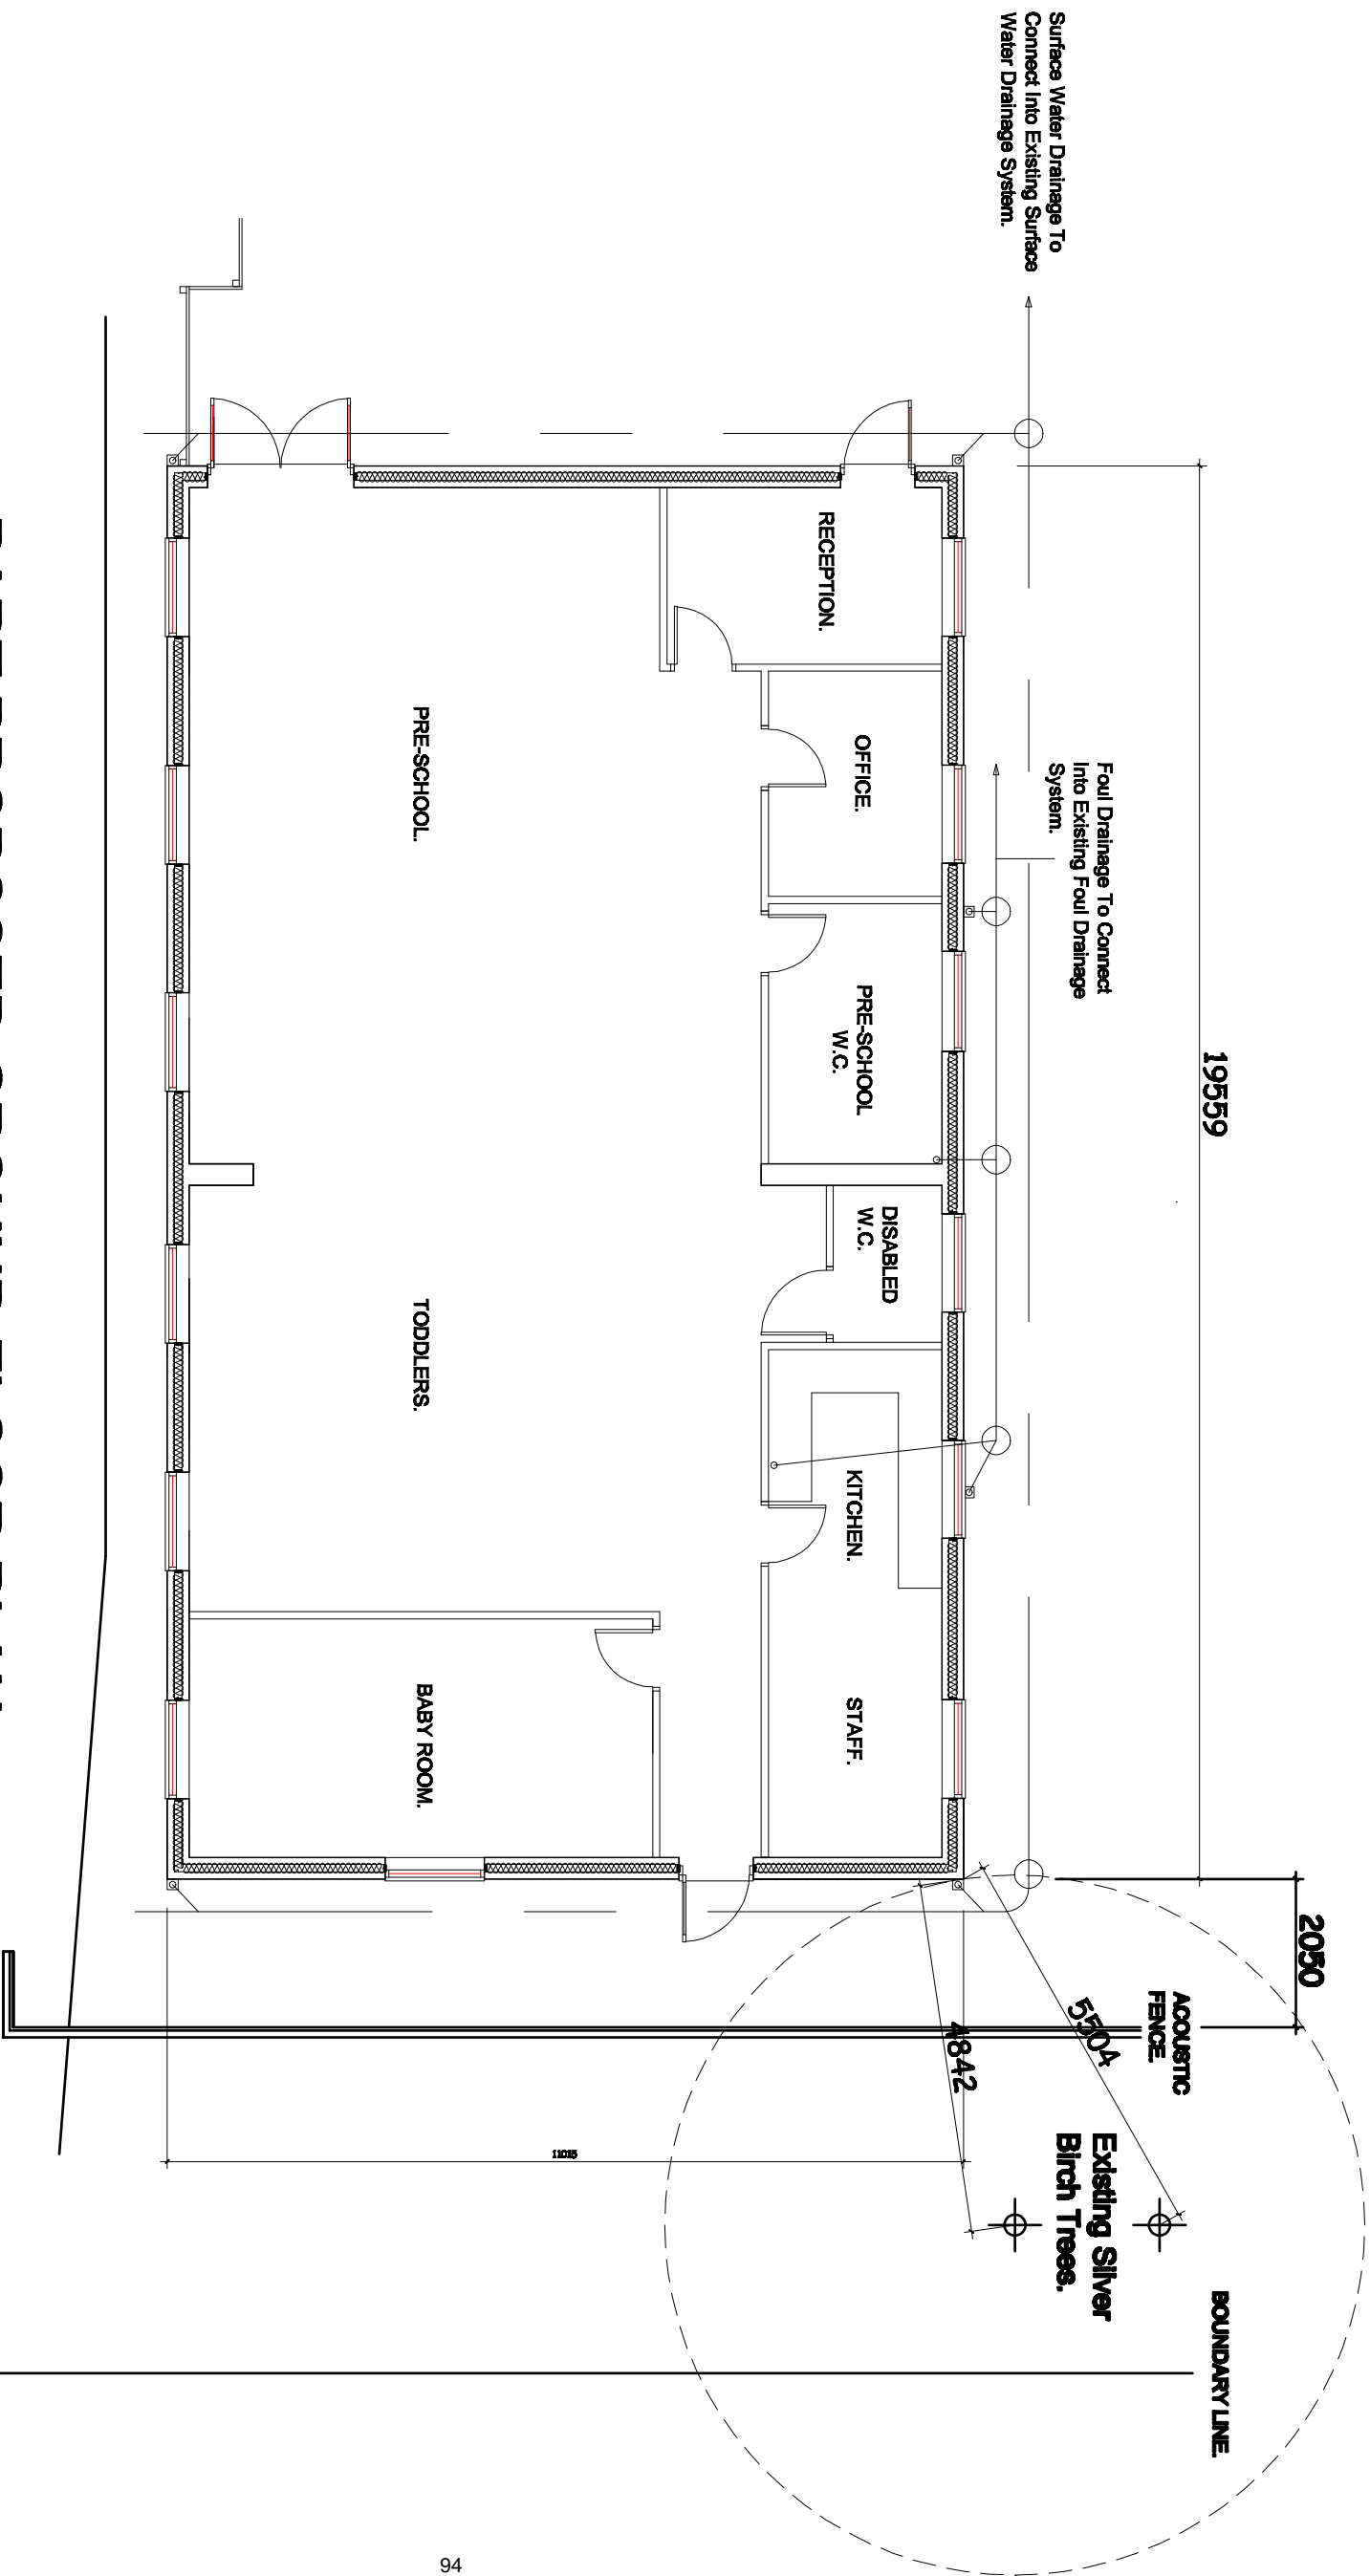 Surface Water Drainage To
Connect Into Existing Surface
Water Drainage System.
Foul Drainage To Connect
Into Existing Foul Drainage
System.
19559
2050
ACOUSTIC
FENCE.
5504
4842
Existing Silver
Birch Trees.
BOUNDARY LINE.
RECEPTION.
OFFICE.
PRE-SCHOOL
W.C.
DISABLED
W.C.
KITCHEN.
STAFF.
PRE-SCHOOL.
TODDLERS.
BABY ROOM.
11015
94